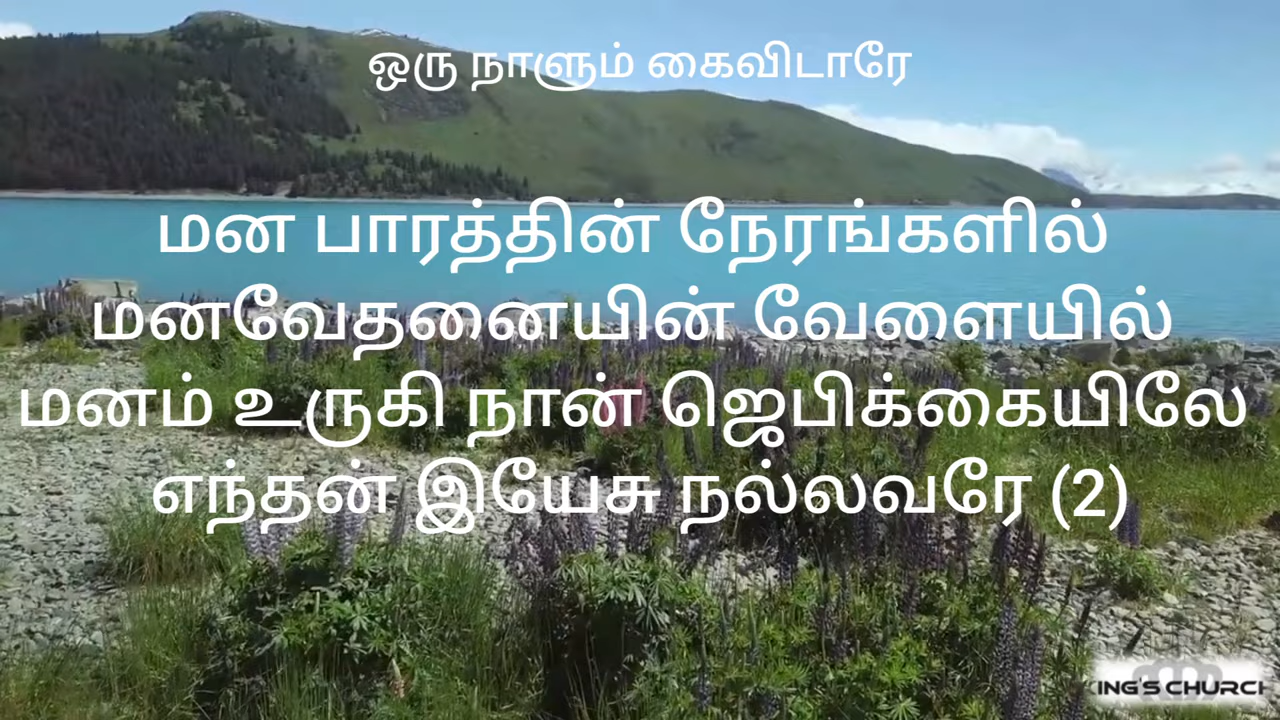 ஒரு நாளும் கைவிடாரே
மன பாரத்தின் நேரங்களில்
மனவேதனையின் வேளையில்
மனம் உருகி நான் ஜெபிக்கையிலே
எந்தன் இயேசு நல்லவரே (2)
ING'S CHURCH